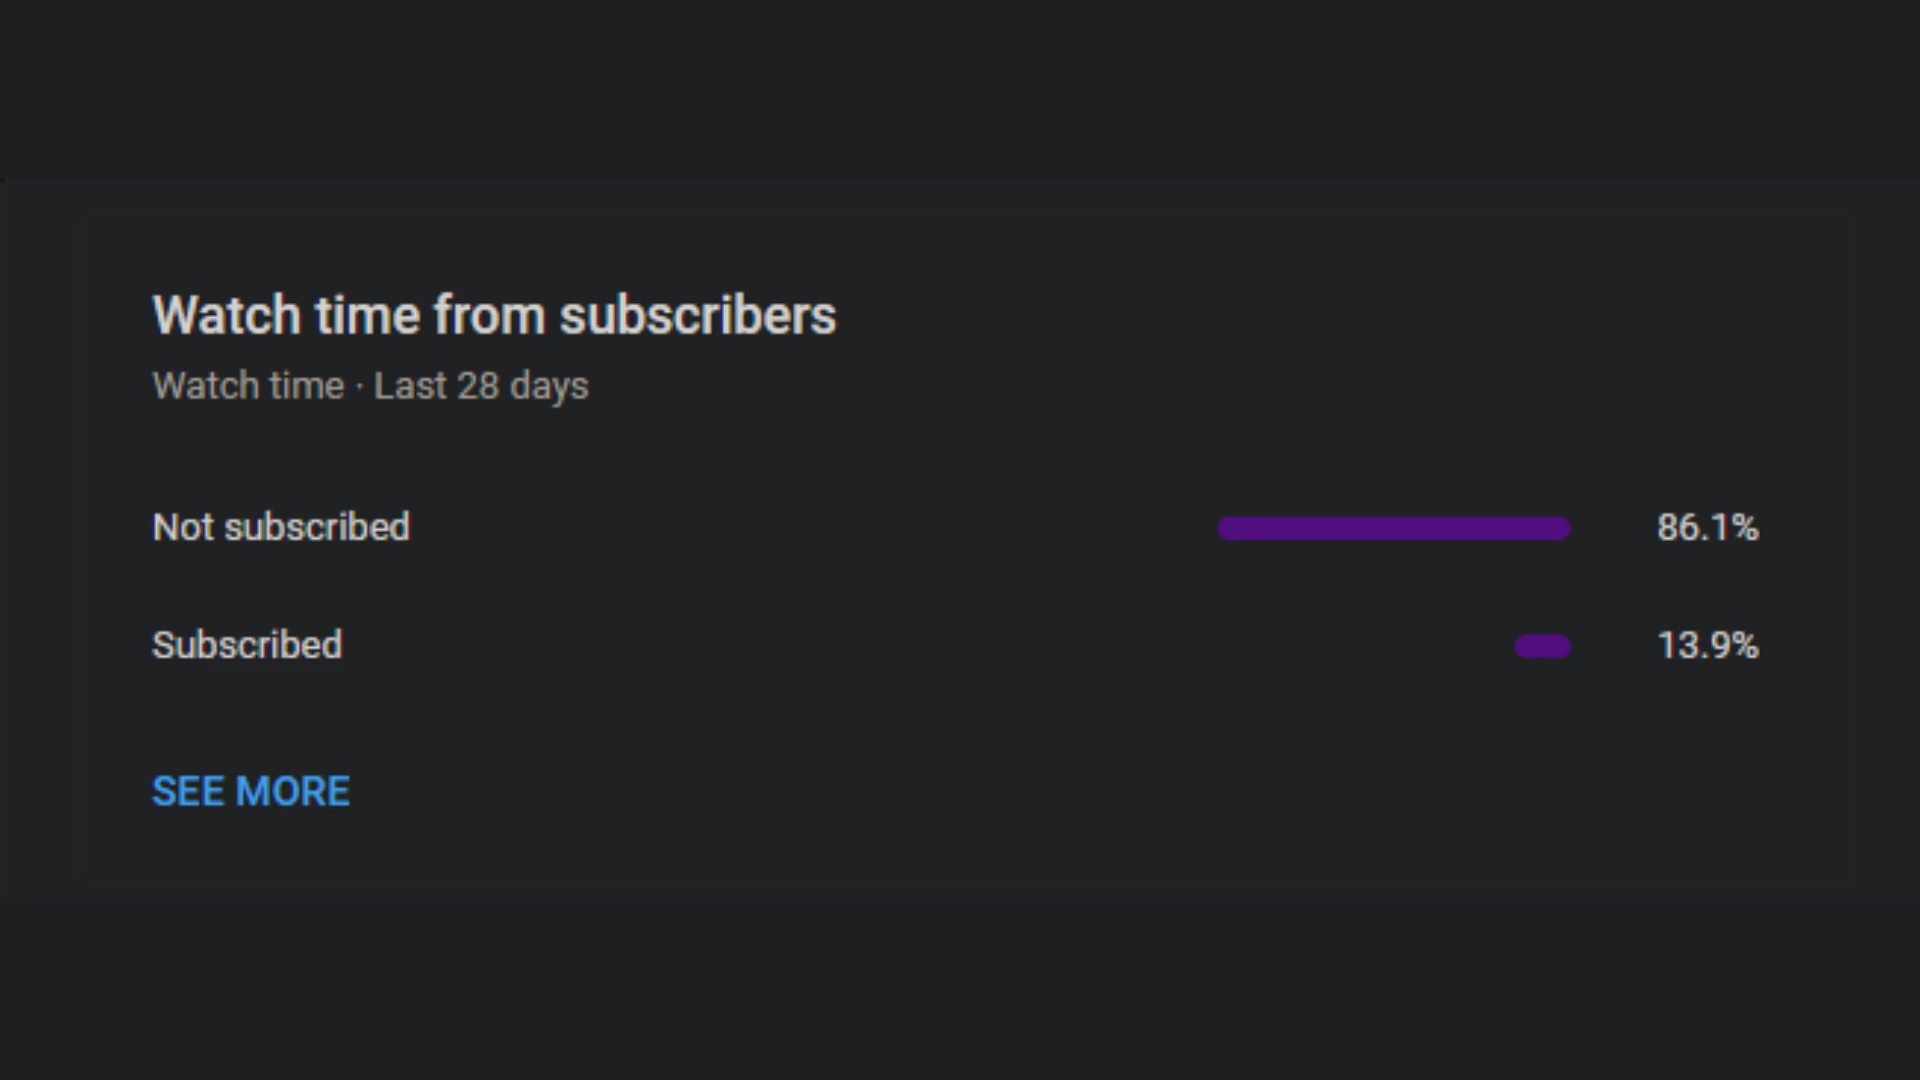 Watch time from subscribers
Watch time · Last 28 days
Not subscribed 86.1%
Subscribed 13.9%
SEE MORE